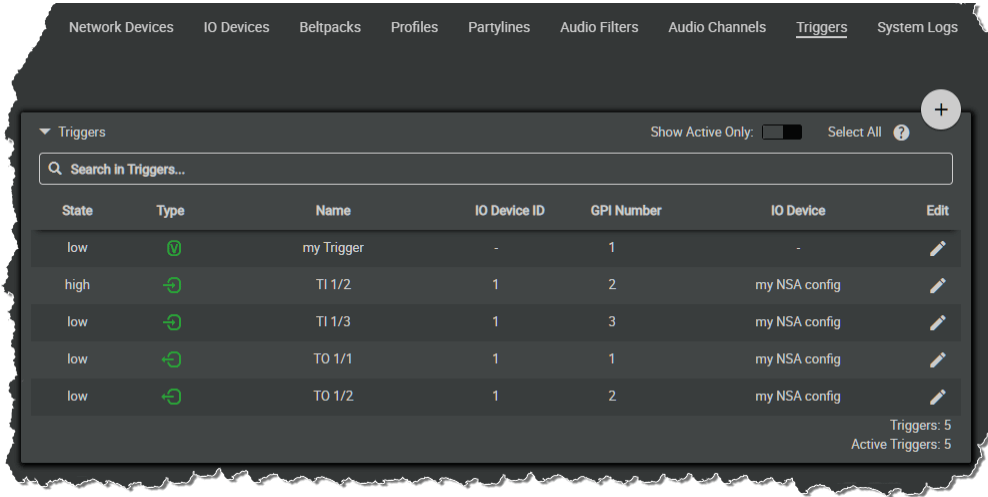 Network Devices IO Devices Beltpacks Profiles Partylines Audio Filters Audio Channels Triggers System Logs
+
Triggers Show Active Only: Select All ?
Search in Triggers...
State Type Name IO Device ID GPI Number IO Device Edit
low V my Trigger - 1 -
high TI 1/2 1 2 my NSA config
low TI 1/3 1 3 my NSA config
low TO 1/1 1 1 my NSA config
low TO 1/2 1 2 my NSA config
Triggers: 5
Active Triggers: 5